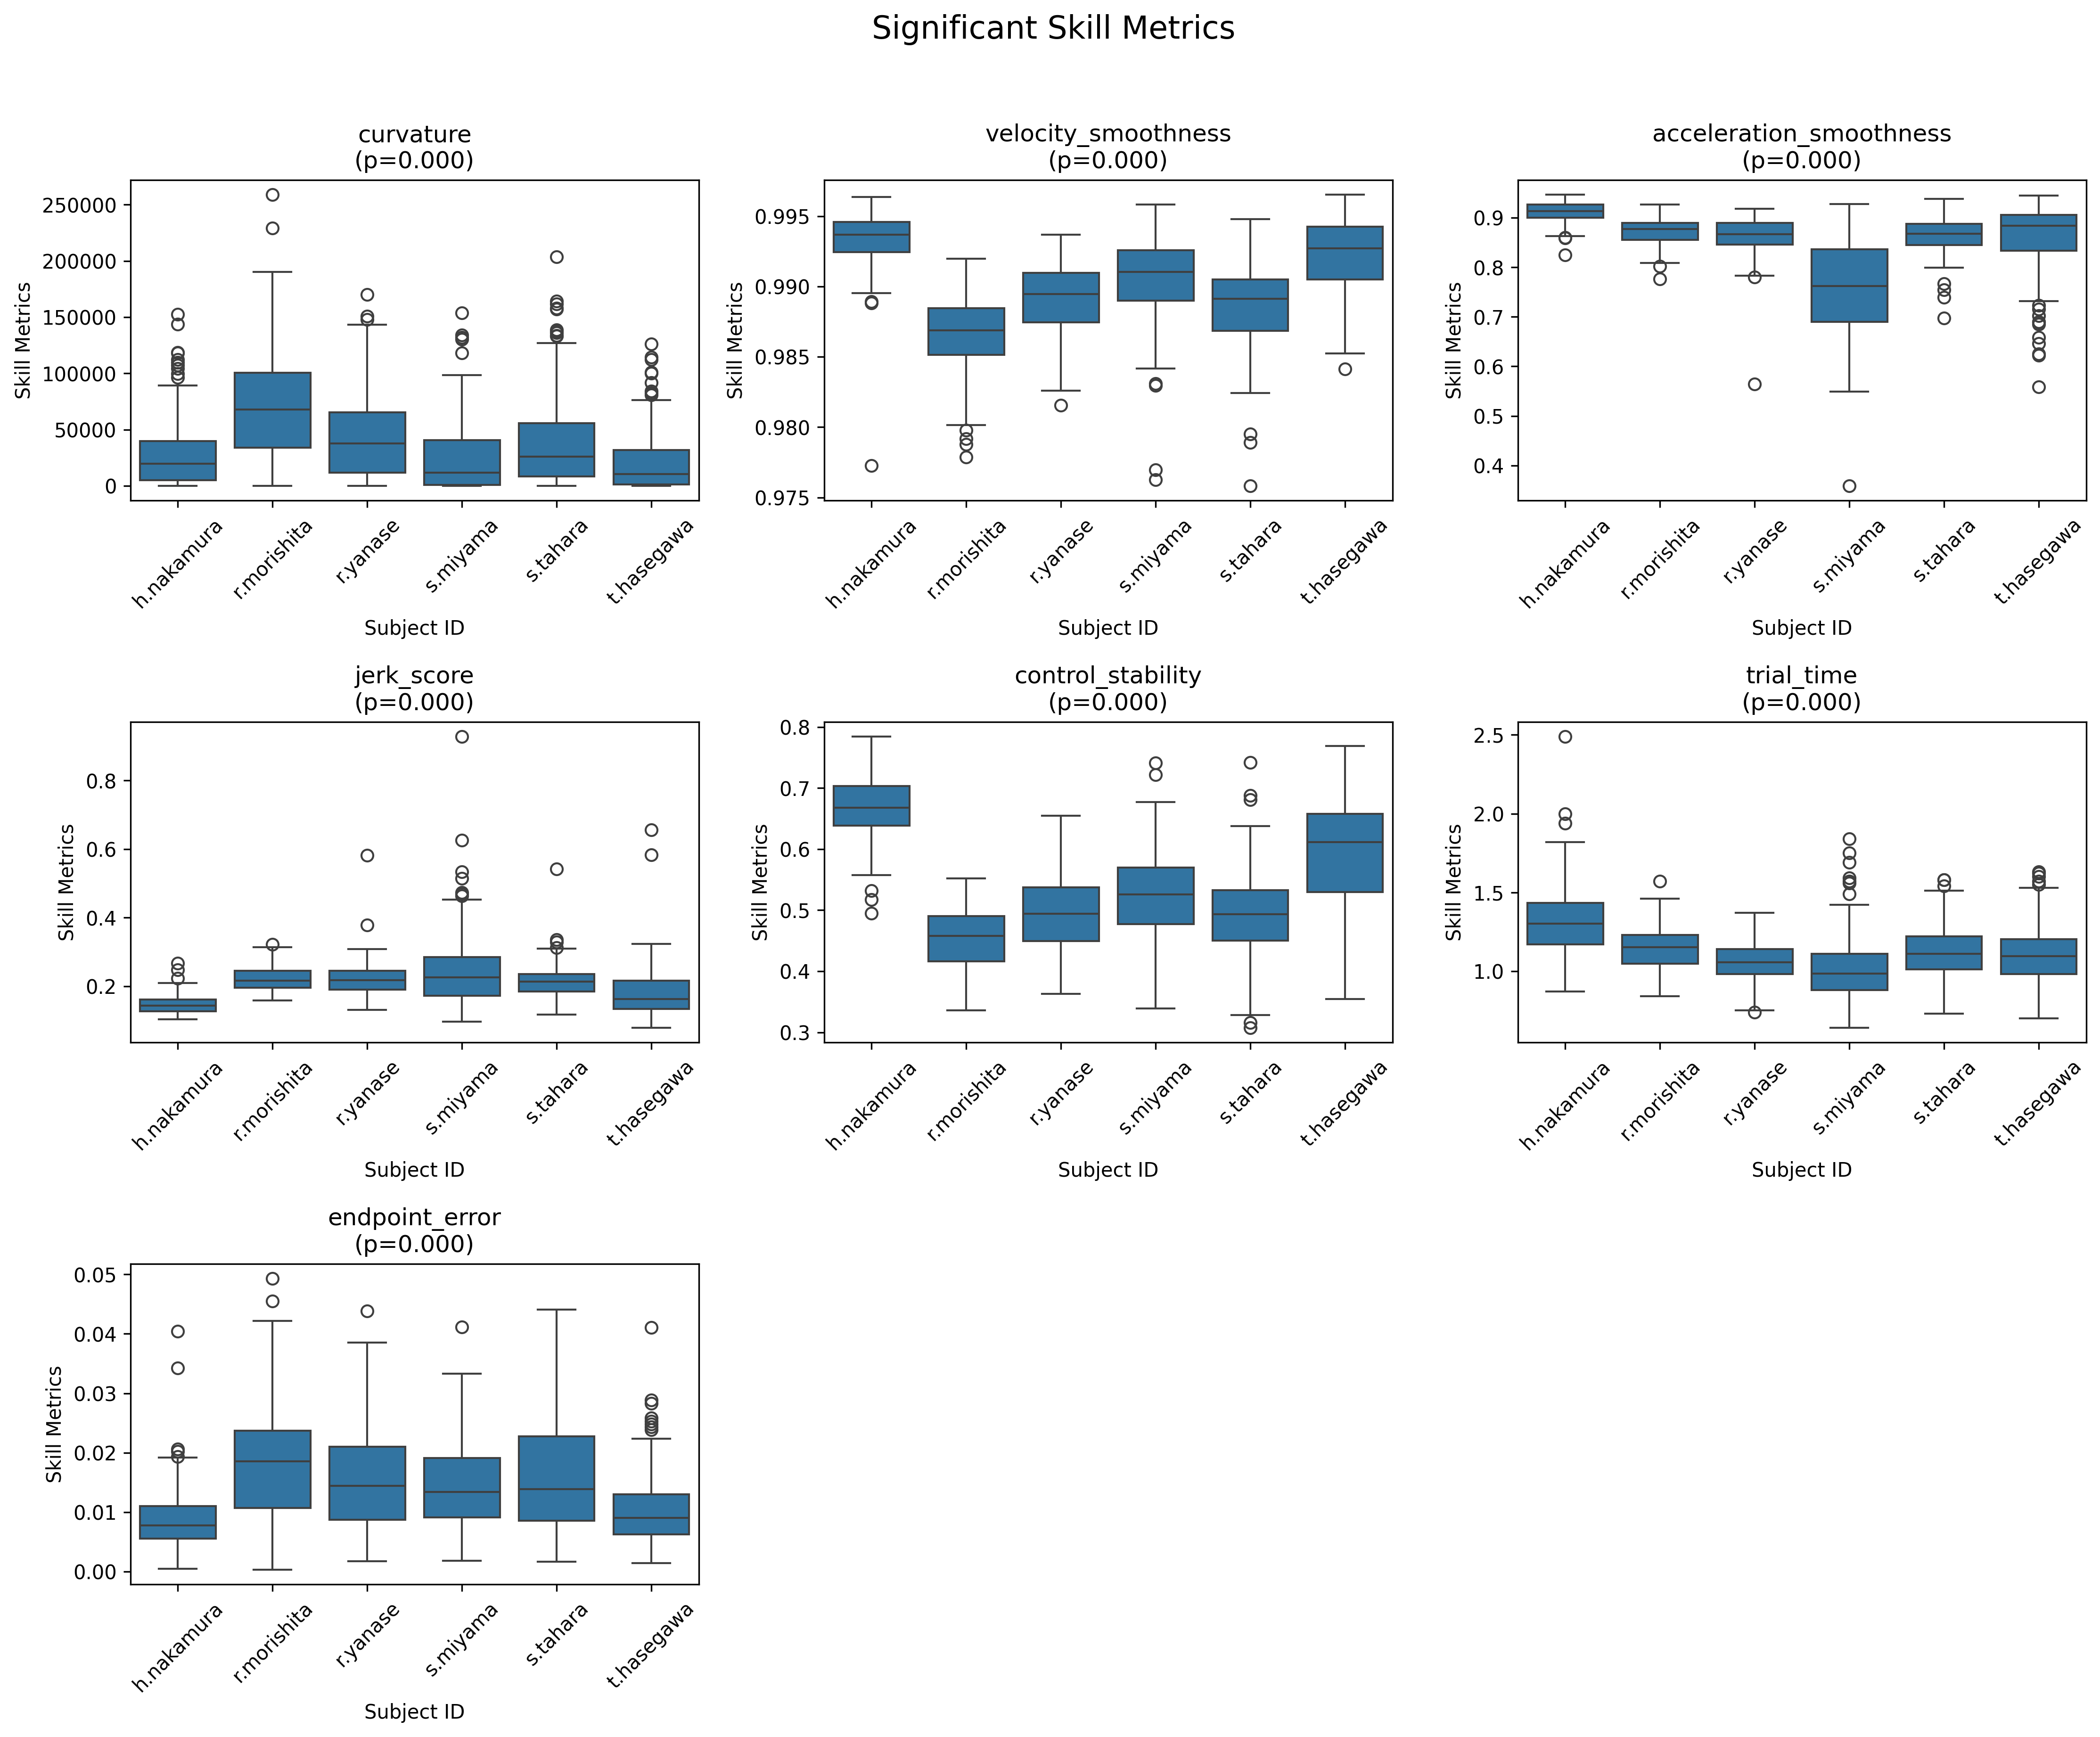 Significant Skill Metrics
curvature
(p=0.000)
Skill Metrics
250000
200000
150000
100000
50000
0
h.nakamura
r.morishita
r.yanase
s.miyama
s.tahara
t.hasegawa
Subject ID
velocity_smoothness
(p=0.000)
Skill Metrics
0.995
0.990
0.985
0.980
0.975
h.nakamura
r.morishita
r.yanase
s.miyama
s.tahara
t.hasegawa
Subject ID
acceleration_smoothness
(p=0.000)
Skill Metrics
0.9
0.8
0.7
0.6
0.5
0.4
h.nakamura
r.morishita
r.yanase
s.miyama
s.tahara
t.hasegawa
Subject ID
jerk_score
(p=0.000)
Skill Metrics
0.8
0.6
0.4
0.2
h.nakamura
r.morishita
r.yanase
s.miyama
s.tahara
t.hasegawa
Subject ID
control_stability
(p=0.000)
Skill Metrics
0.8
0.7
0.6
0.5
0.4
0.3
h.nakamura
r.morishita
r.yanase
s.miyama
s.tahara
t.hasegawa
Subject ID
trial_time
(p=0.000)
Skill Metrics
2.5
2.0
1.5
1.0
h.nakamura
r.morishita
r.yanase
s.miyama
s.tahara
t.hasegawa
Subject ID
endpoint_error
(p=0.000)
Skill Metrics
0.05
0.04
0.03
0.02
0.01
0.00
h.nakamura
r.morishita
r.yanase
s.miyama
s.tahara
t.hasegawa
Subject ID